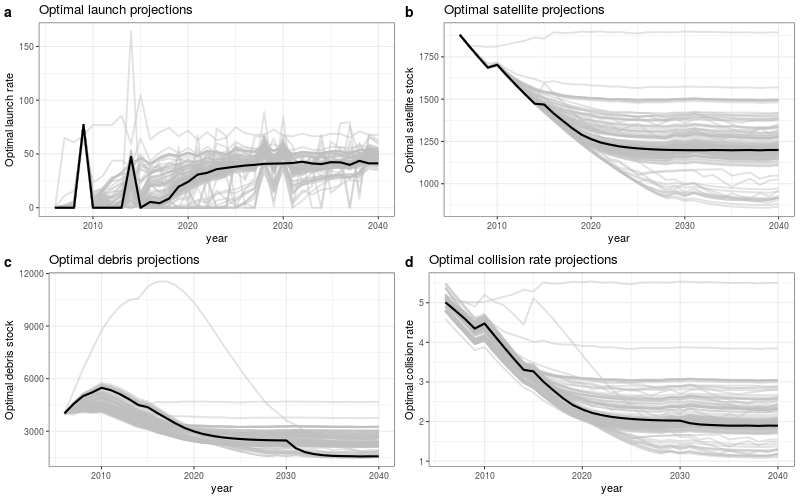 a
Optimal launch projections
Optimal launch rate
150
100
50
0
2010
2020
2030
2040
year
b
Optimal satellite projections
Optimal satellite stock
1750
1500
1250
1000
2010
2020
2030
2040
year
c
Optimal debris projections
Optimal debris stock
12000
9000
6000
3000
2010
2020
2030
2040
year
d
Optimal collision rate projections
Optimal collision rate
5
4
3
2
1
2010
2020
2030
2040
year